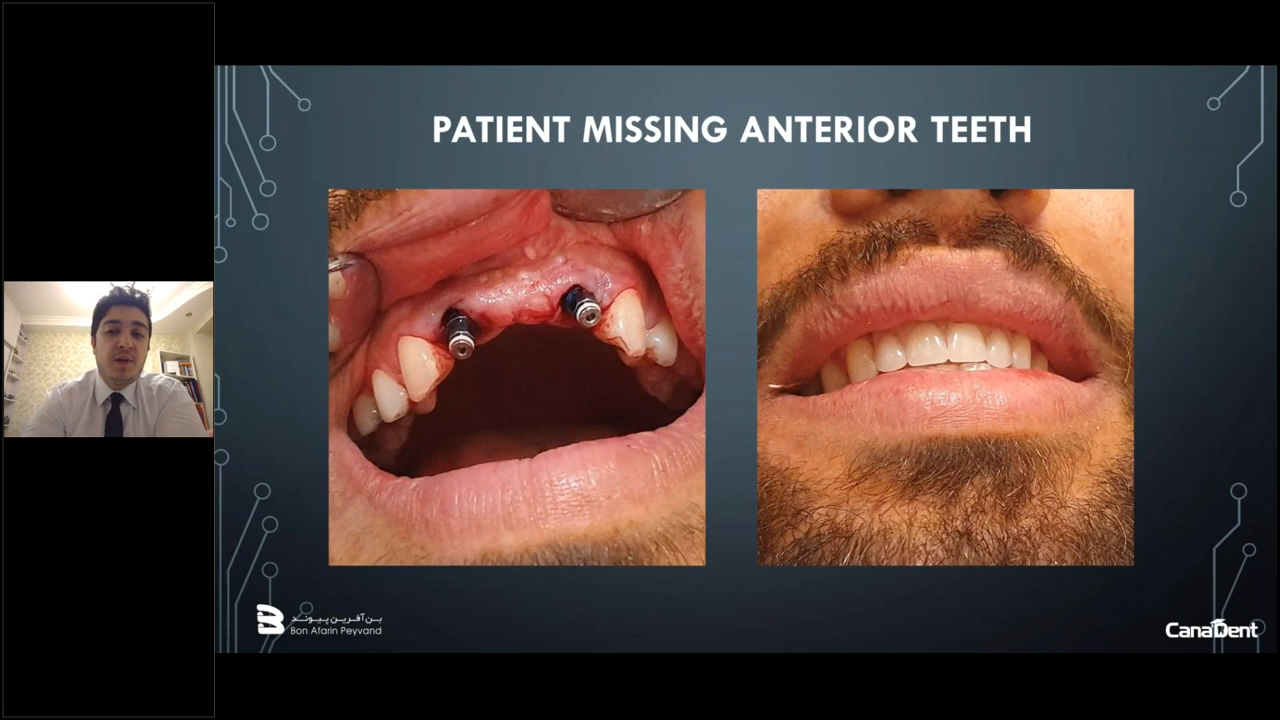 PATIENT MISSING ANTERIOR TEETH
بن آفرین پیوند
Bon Afarin Peyvand
CanaDent